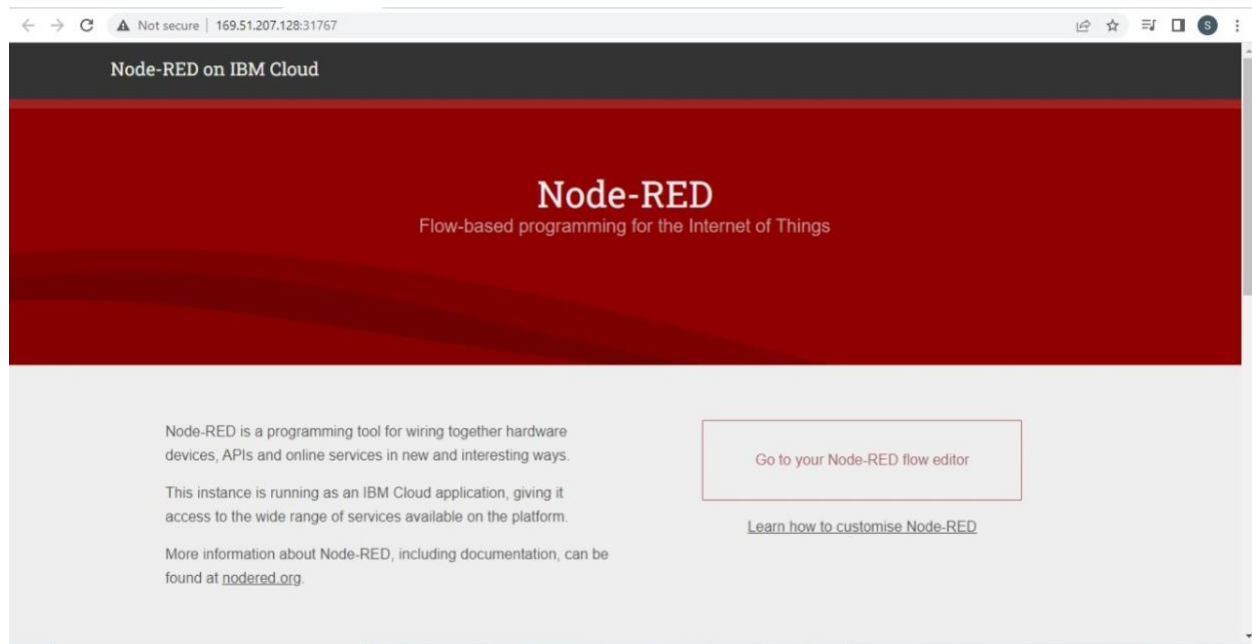 Not secure | 169.51.207.128:31767
S
Node-RED on IBM Cloud
Node-RED
Flow-based programming for the Internet of Things
Node-RED is a programming tool for wiring together hardware
devices, APIs and online services in new and interesting ways.
This instance is running as an IBM Cloud application, giving it
access to the wide range of services available on the platform.
More information about Node-RED, including documentation, can be
found at nodered.org.
Go to your Node-RED flow editor
Learn how to customise Node-RED